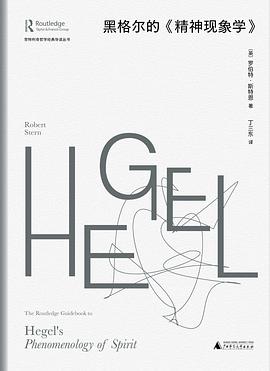 Routledge
Taylor & Francis Group
劳特利奇哲学经典导读丛书
黑格尔的《精神现象学》
[英] 罗伯特·斯特恩 著
丁三东 译
Robert
Stern
HEGEL
The Routledge Guidebook to
Hegel's
Phenomenology of Spirit
广西师范大学出版社